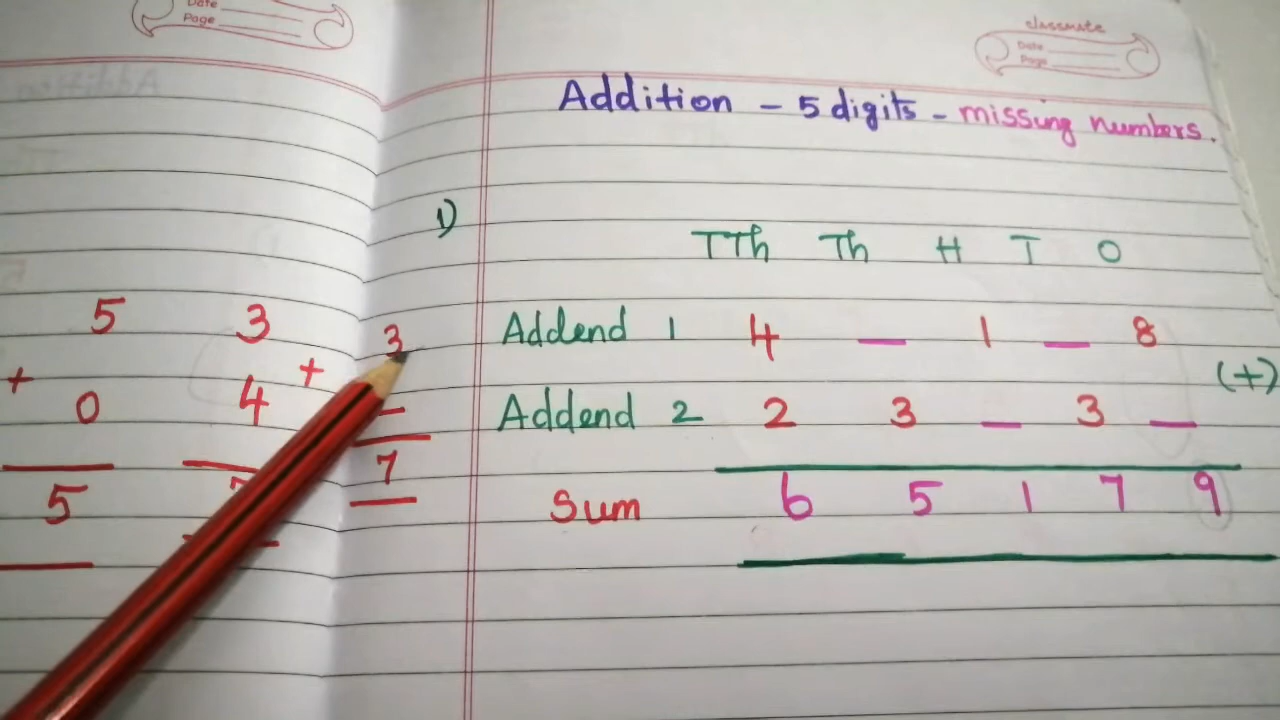 Date
Page
classmate
Date
Page
Addition - 5 digits - missing numbers.
1)
TTh Th H T O
5 3 3
+ 0 4 + _
5 7
Addend 1 4 _ 1 _ 8
(+)
Addend 2 2 3 _ 3 _
Sum 6 5 1 7 9